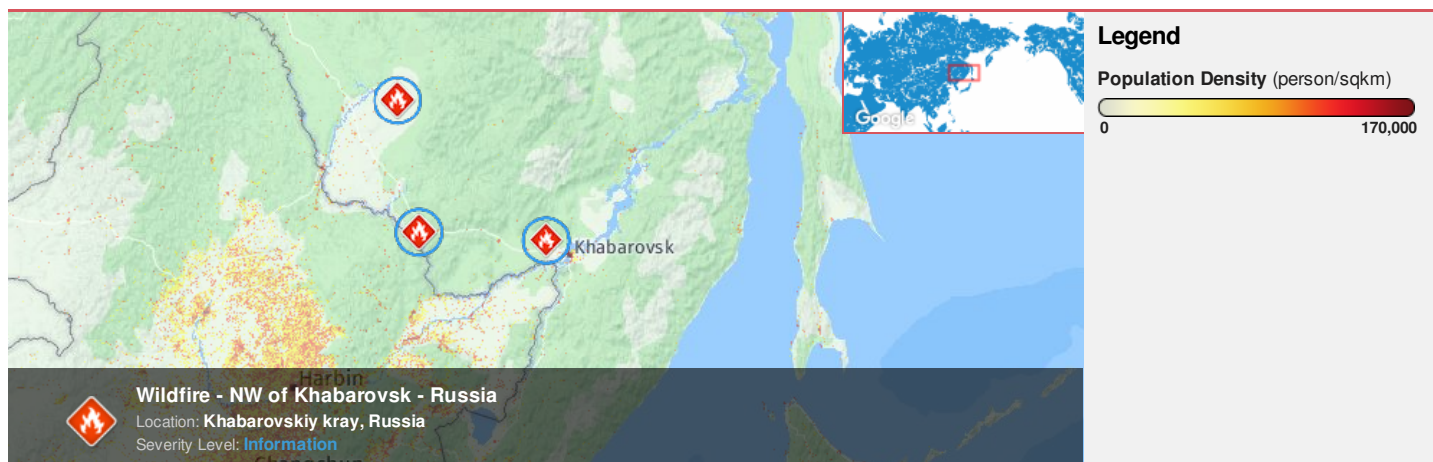 Google
Legend
Population Density (person/sqkm)
0
170,000
Khabarovsk
Harbin
Wildfire - NW of Khabarovsk - Russia
Location: Khabarovskiy kray, Russia
Severity Level: Information